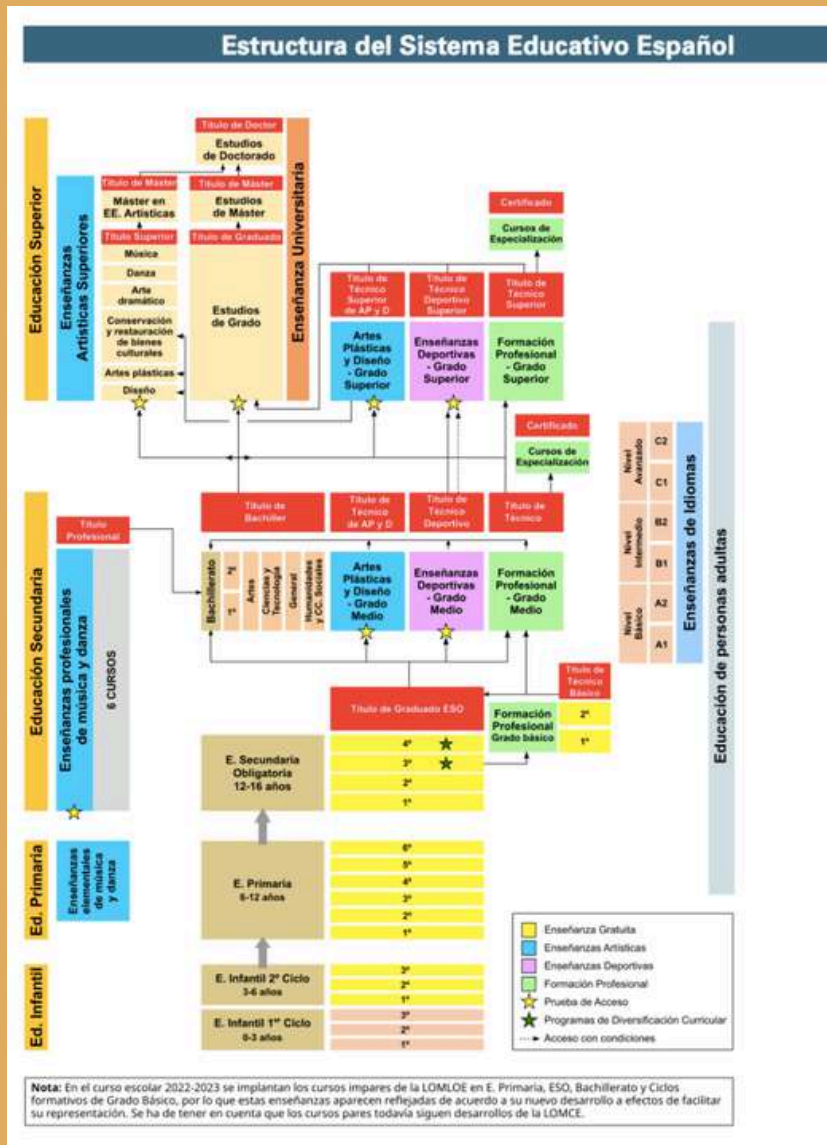 Estructura del Sistema Educativo Español
Educación Superior
Enseñanzas
Artísticas Superiores
Título de Doctor
Estudios
de Doctorado
Título de Máster
Máster en
EE. Artísticas
Título Superior
Música
Danza
Arte
dramático
Conservación
y restauración
de bienes
culturales
Artes plásticas
Diseño
Título de Máster
Estudios
de Máster
Título de Graduado
Estudios
de Grado
Enseñanza Universitaria
Título de
Técnico
Superior
de AP y D
Artes
Plásticas
y Diseño
- Grado
Superior
Título de
Técnico
Deportivo
Superior
Enseñanzas
Deportivas
- Grado
Superior
Certificado
Cursos de
Especialización
Título de
Técnico
Superior
Formación
Profesional
- Grado
Superior
Certificado
Cursos de
Especialización
Educación Secundaria
Título
Profesional
Enseñanzas profesionales
de música y danza
6 CURSOS
Título de
Bachiller
Bachillerato
2º
1º
Artes
Ciencias y
Tecnología
General
Humanidades
y CC. Sociales
Título de
Técnico
de AP y D
Artes
Plásticas
y Diseño
- Grado
Medio
Título de
Técnico
Deportivo
Enseñanzas
Deportivas
- Grado
Medio
Título de
Técnico
Formación
Profesional
- Grado
Medio
Título de Graduado ESO
E. Secundaria
Obligatoria
12-16 años
4º
3º
2º
1º
Formación
Profesional
Grado básico
Título de
Técnico
Básico
2º
1º
Nivel
Avanzado
C2
C1
Nivel
Intermedio
B2
B1
Nivel
Básico
A2
A1
Enseñanzas de Idiomas
Educación de personas adultas
Ed. Primaria
Enseñanzas
elementales
de música
y danza
E. Primaria
6-12 años
6º
5º
4º
3º
2º
1º
Ed. Infantil
E. Infantil 2º Ciclo
3-6 años
3º
2º
1º
E. Infantil 1er Ciclo
0-3 años
3º
2º
1º
Enseñanza Gratuita
Enseñanzas Artísticas
Enseñanzas Deportivas
Formación Profesional
Prueba de Acceso
Programas de Diversificación Curricular
Acceso con condiciones
Nota: En el curso escolar 2022-2023 se implantan los cursos impares de la LOMLOE en E. Primaria, ESO, Bachillerato y Ciclos
formativos de Grado Básico, por lo que estas enseñanzas aparecen reflejadas de acuerdo a su nuevo desarrollo a efectos de facilitar
su representación. Se ha de tener en cuenta que los cursos pares todavía siguen desarrollos de la LOMCE.